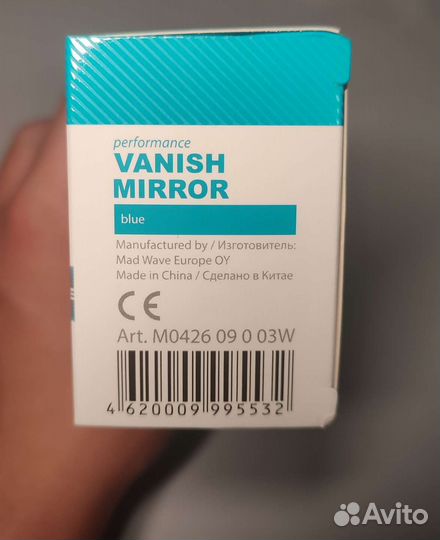 performance
VANISH
MIRROR
blue
Manufactured by / Изготовитель:
Mad Wave Europe OY
Made in China / Сделано в Китае
CE
Art. M0426 09 0 03W
4 620009 995532
Avito